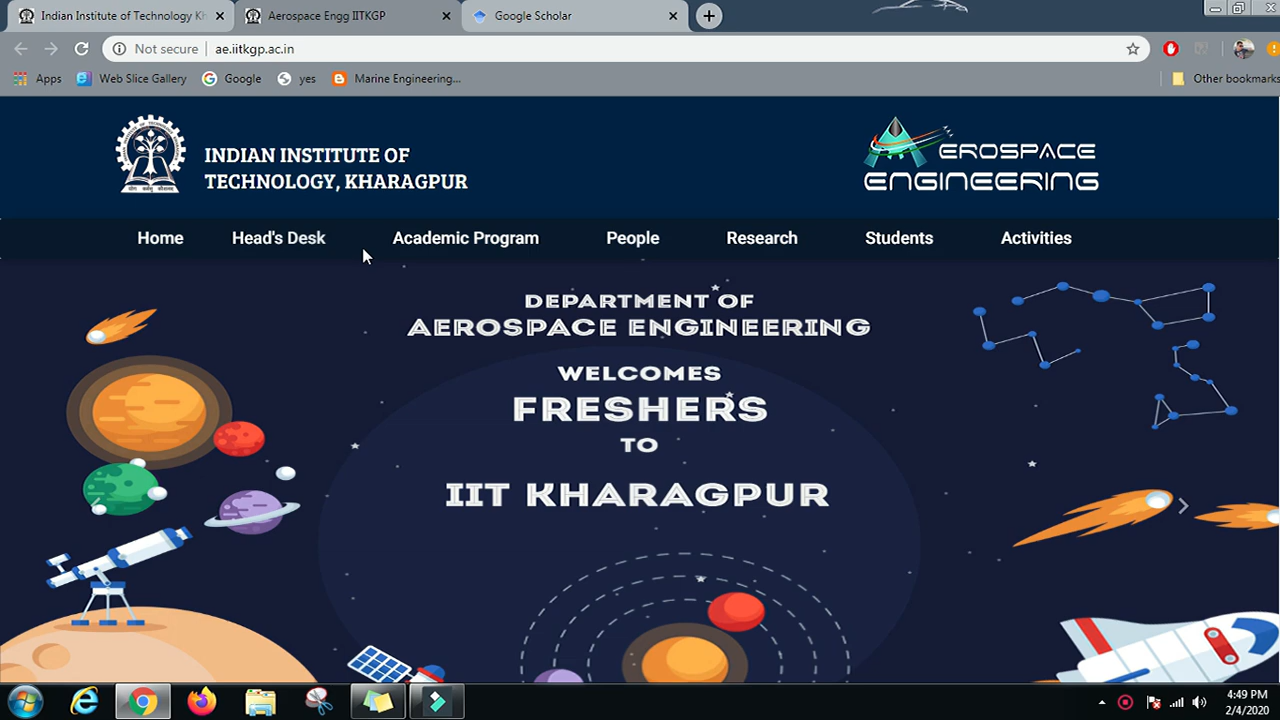 Indian Institute of Technology Kh
Aerospace Engg IITKGP
Google Scholar
Not secure
ae.iitkgp.ac.in
Apps
Web Slice Gallery
Google
yes
Marine Engineering...
Other bookmarks
INDIAN INSTITUTE OF
TECHNOLOGY, KHARAGPUR
AEROSPACE
ENGINEERING
Home
Head's Desk
Academic Program
People
Research
Students
Activities
DEPARTMENT OF
AEROSPACE ENGINEERING
WELCOMES
FRESHERS
TO
IIT KHARAGPUR
4:49 PM
2/4/2020